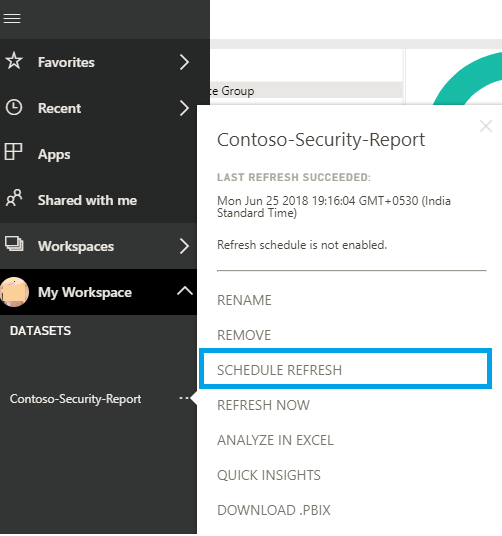 Favorites
Recent
Apps
Shared with me
Workspaces
My Workspace
DATASETS
Contoso-Security-Report
Group
Contoso-Security-Report
LAST REFRESH SUCCEEDED:
Mon Jun 25 2018 19:16:04 GMT+0530 (India
Standard Time)
Refresh schedule is not enabled.
RENAME
REMOVE
SCHEDULE REFRESH
REFRESH NOW
ANALYZE IN EXCEL
QUICK INSIGHTS
DOWNLOAD .PBIX